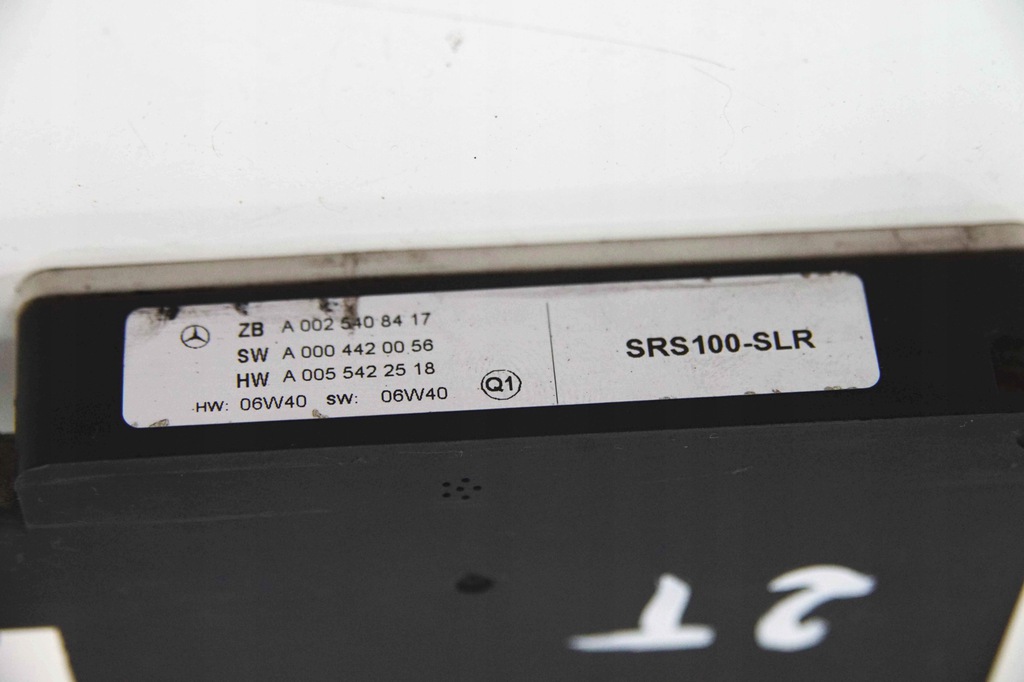 ZB A 002 540 84 17
SW A 000 442 00 56
HW A 005 542 25 18
HW: 06W40 SW: 06W40
Q1
SRS100-SLR